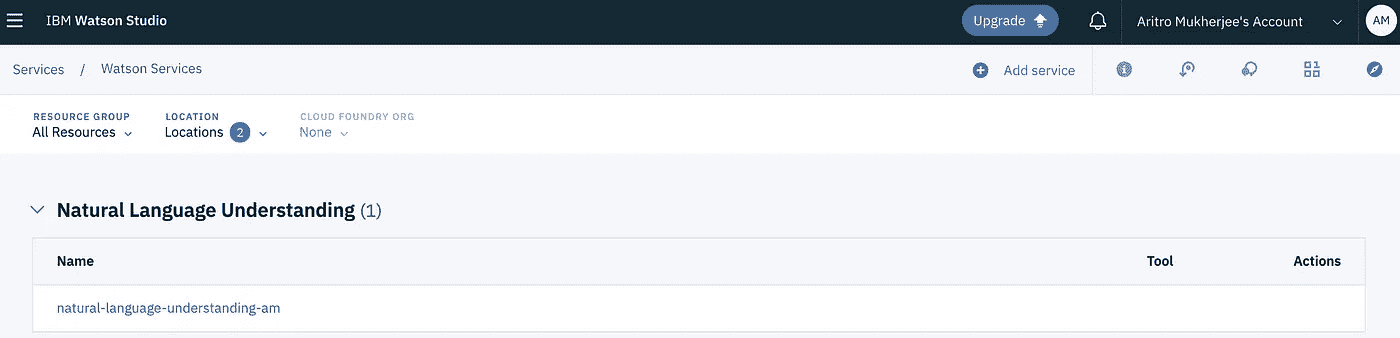 IBM Watson Studio Upgrade Aritro Mukherjee's Account AM
Services / Watson Services Add service
RESOURCE GROUP LOCATION CLOUD FOUNDRY ORG
All Resources Locations 2 None
Natural Language Understanding (1)
Name Tool Actions
natural-language-understanding-am